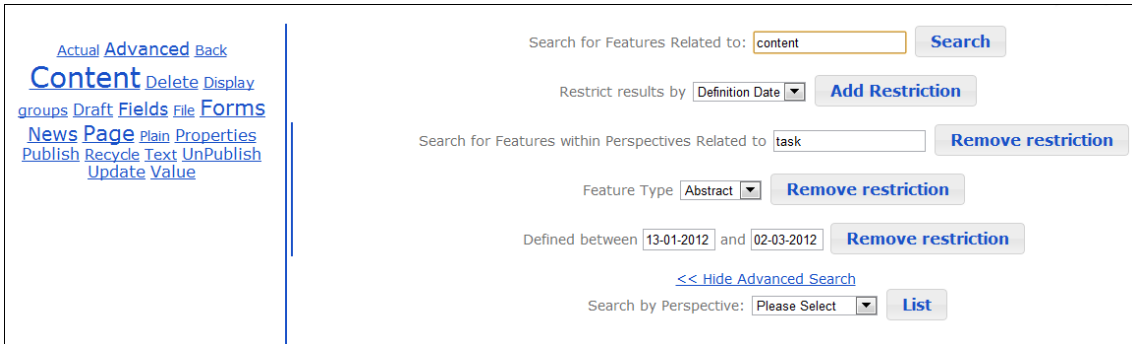 Actual Advanced Back
Content Delete Display
groups Draft Fields File Forms
News Page Plain Properties
Publish Recycle Text UnPublish
Update Value
Search for Features Related to: content Search
Restrict results by Definition Date Add Restriction
Search for Features within Perspectives Related to task Remove restriction
Feature Type Abstract Remove restriction
Defined between 13-01-2012 and 02-03-2012 Remove restriction
<< Hide Advanced Search
Search by Perspective: Please Select List